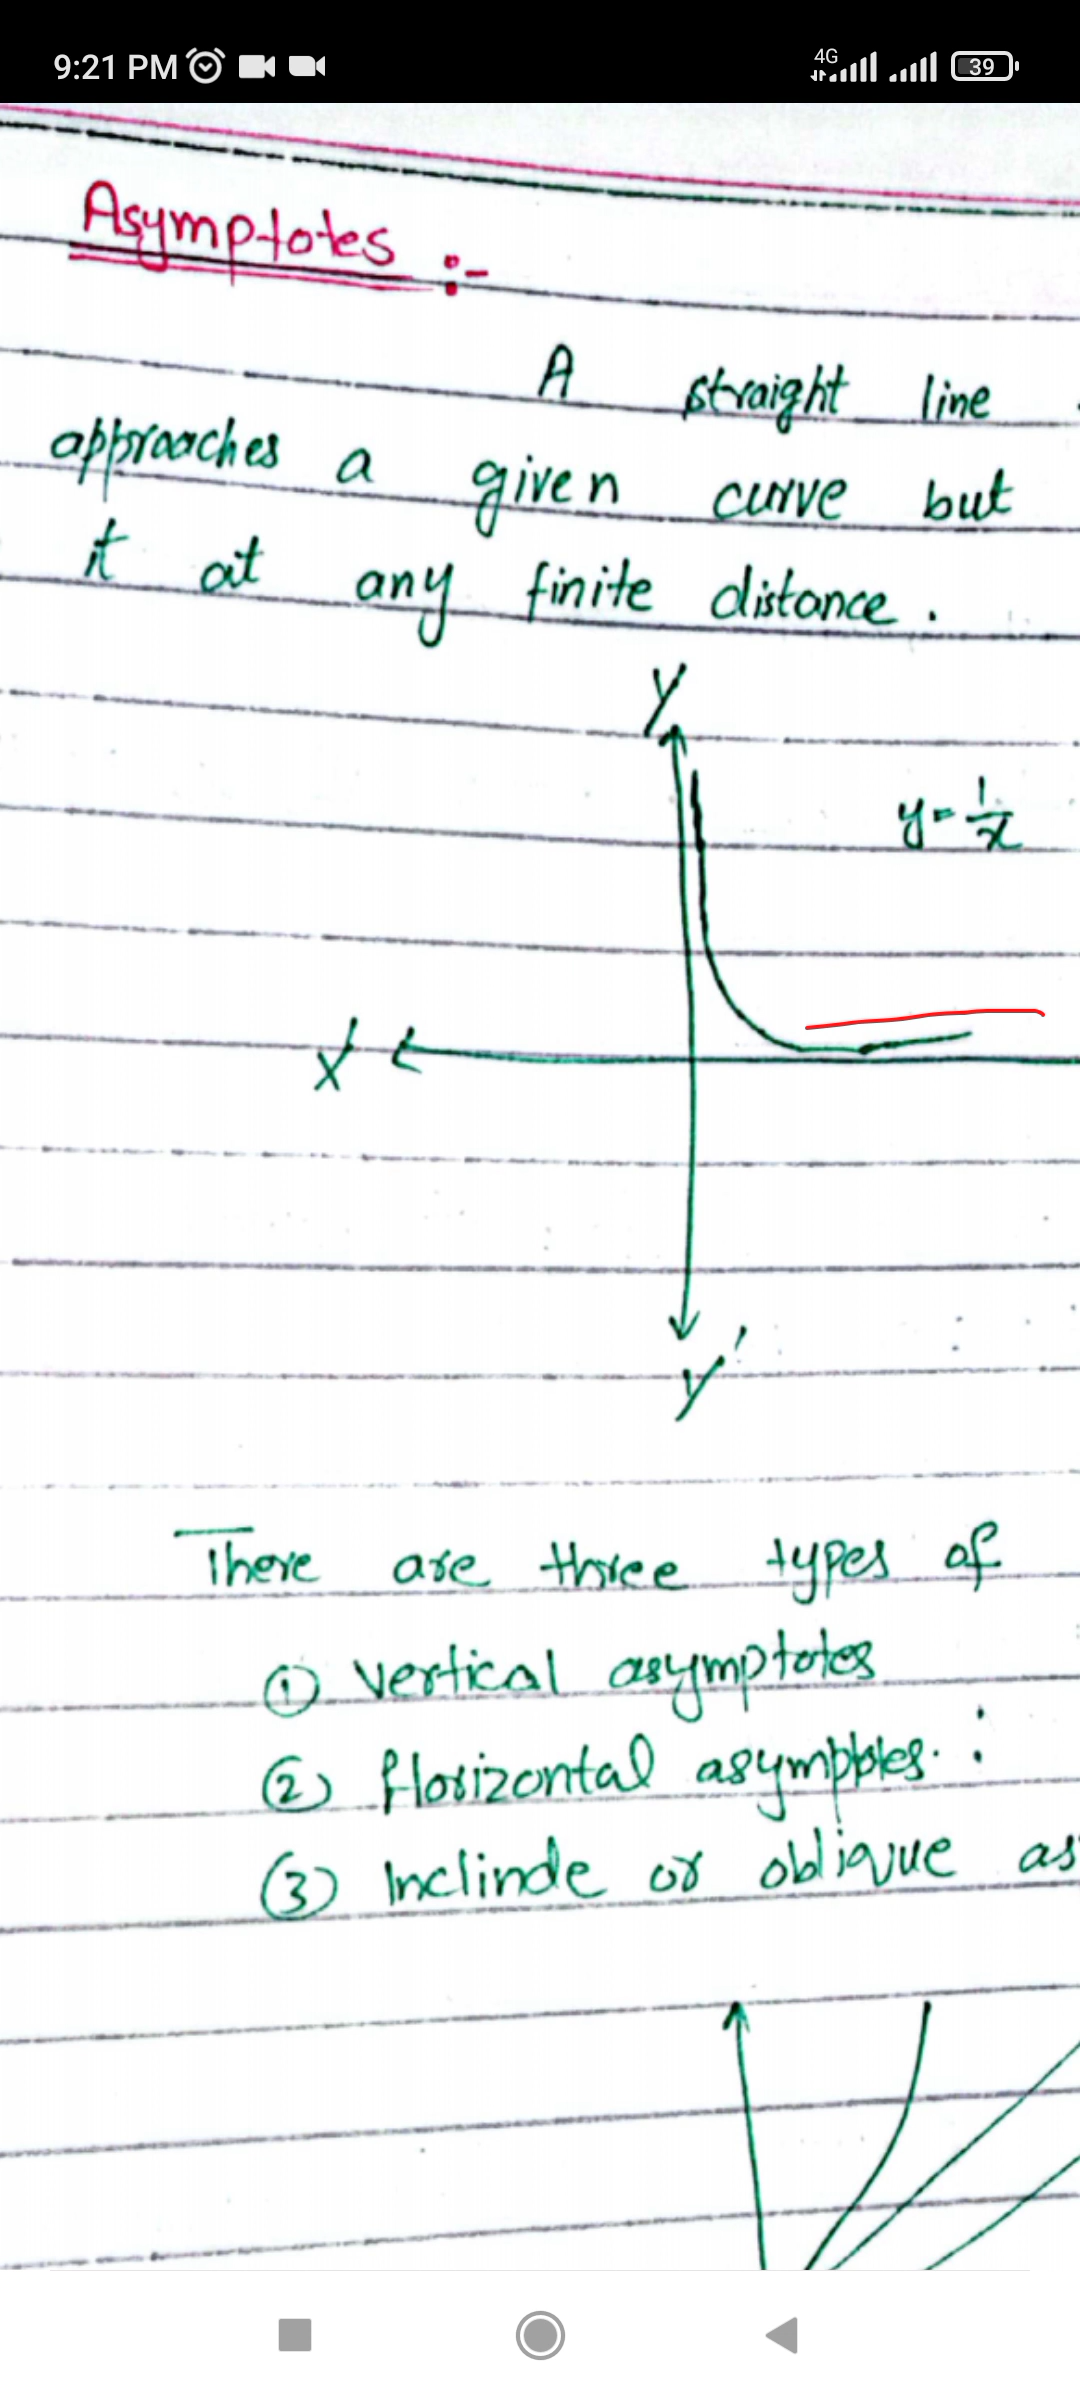 9:21 PM
4G
39
Asymptotes :-
A straight line
approaches a given curve but
it at any finite distance.
Y
y = 1/x
X'
Y'
There are three types of
① Vertical asymptotes
② Horizontal asymptotes.
③ Inclinde or oblique as